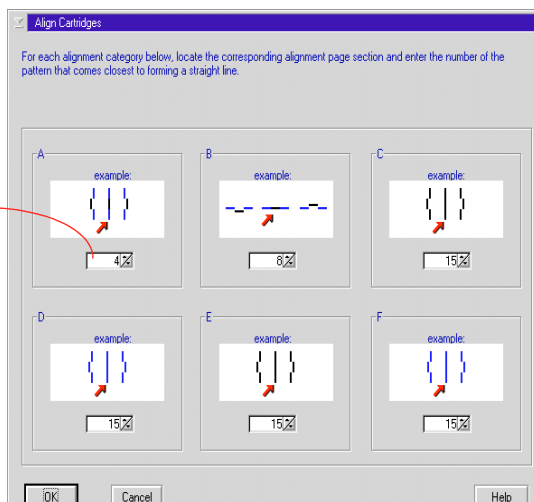 Align Cartridges
For each alignment category below, locate the corresponding alignment page section and enter the number of the
pattern that comes closest to forming a straight line.
A
example:
4
B
example:
8
C
example:
15
D
example:
15
E
example:
15
F
example:
15
OK
Cancel
Help